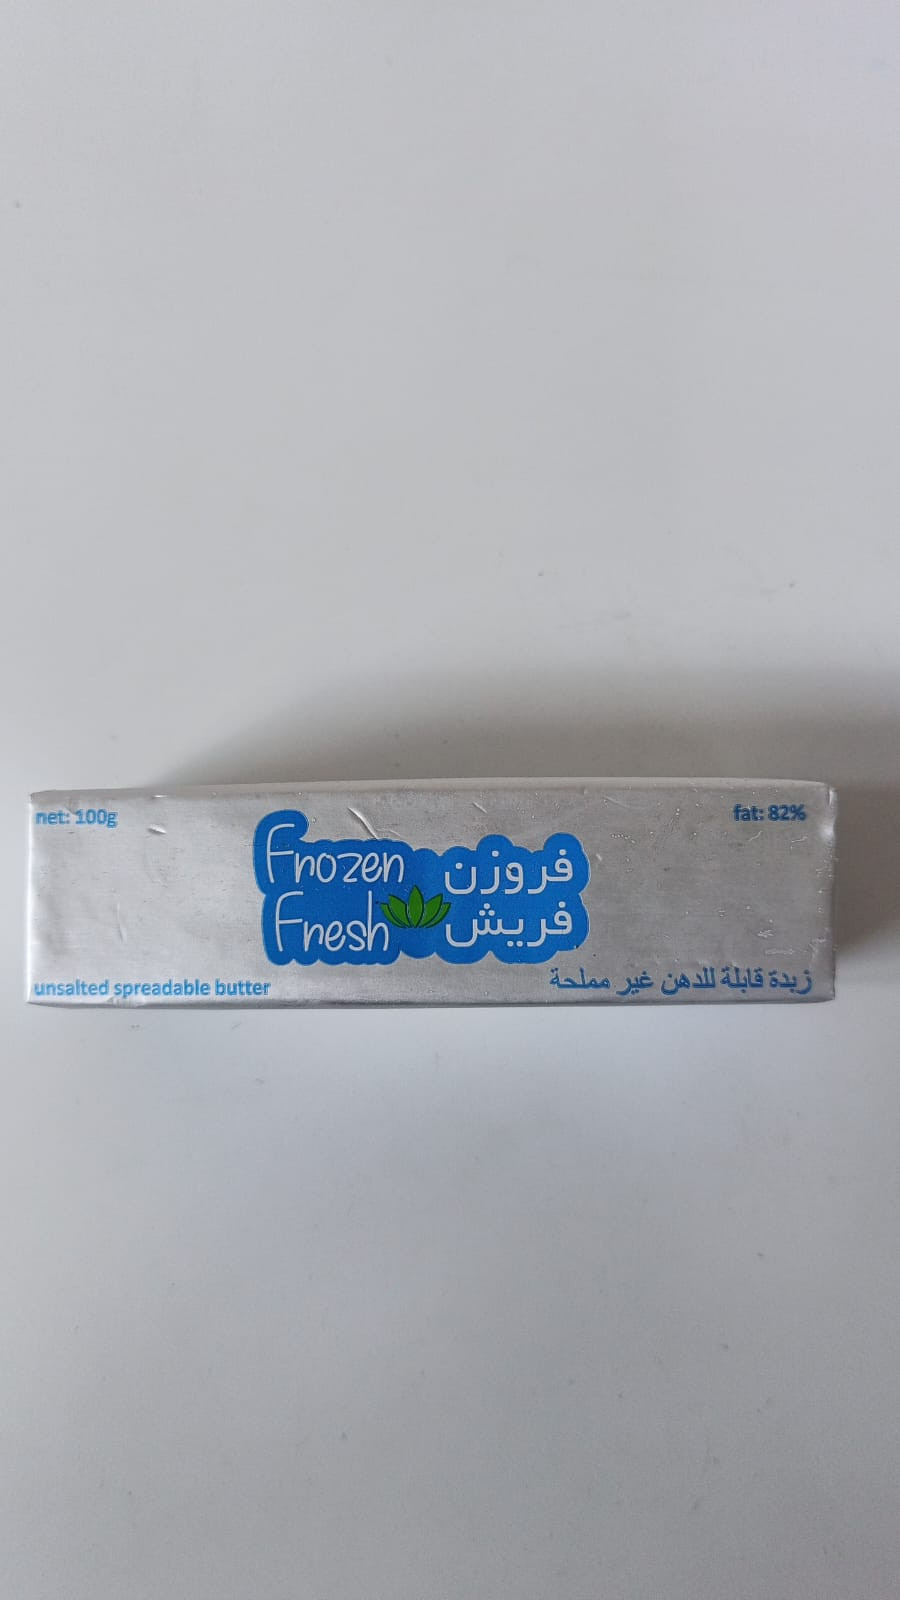 net: 100g
fat: 82%
Frozen
Fresh
فروزن
فريش
unsalted spreadable butter
زبدة قابلة للدهن غير مملحة